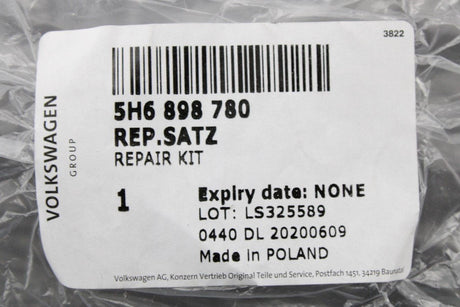 3822
VOLKSWAGEN
GROUP
5H6 898 780
REP.SATZ
REPAIR KIT
1
Expiry date: NONE
LOT: LS325589
0440 DL 20200609
Made in POLAND
Volkswagen AG, Konzern Vertrieb Original Teile und Service, Postfach 1451, 34219 Baunatal